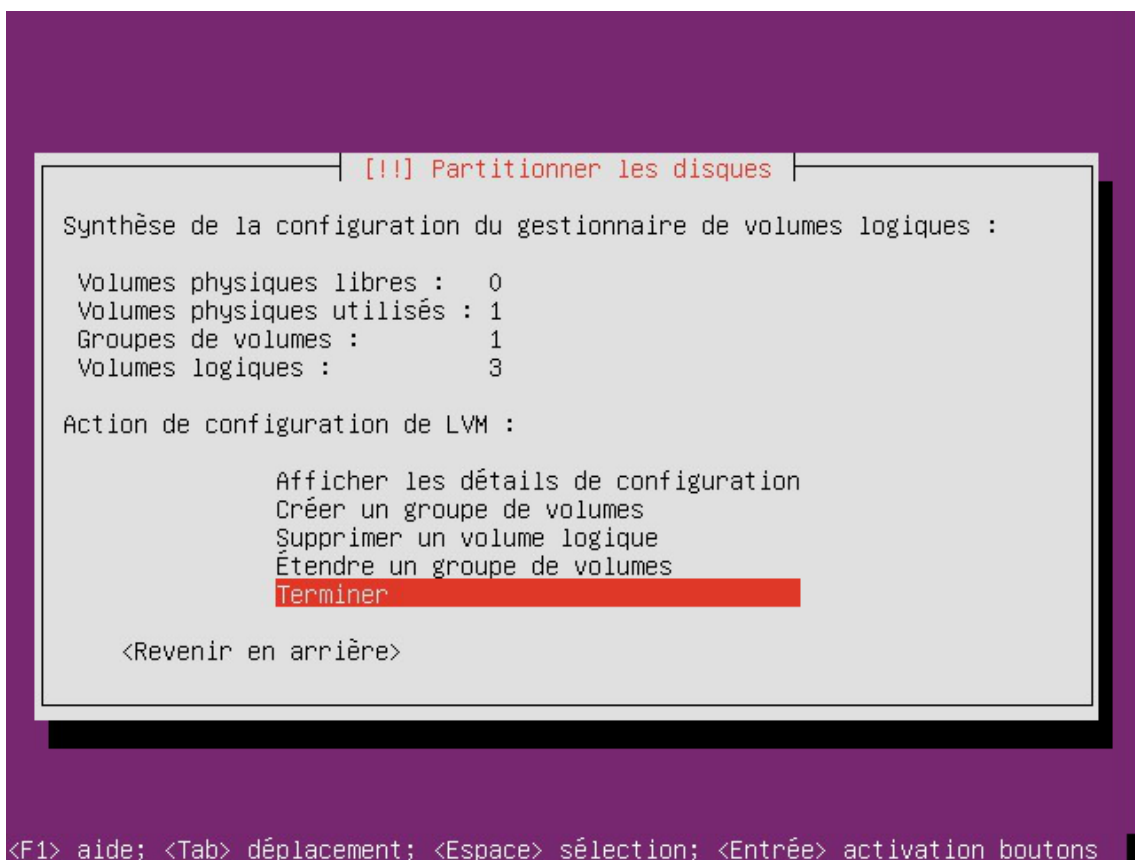 [!!] Partitionner les disques
Synthèse de la configuration du gestionnaire de volumes logiques :
Volumes physiques libres : 0
Volumes physiques utilisés : 1
Groupes de volumes : 1
Volumes logiques : 3
Action de configuration de LVM :
Afficher les détails de configuration
Créer un groupe de volumes
Supprimer un volume logique
Étendre un groupe de volumes
Terminer
<Revenir en arrière>
<F1> aide; <Tab> déplacement; <Espace> sélection; <Entrée> activation boutons